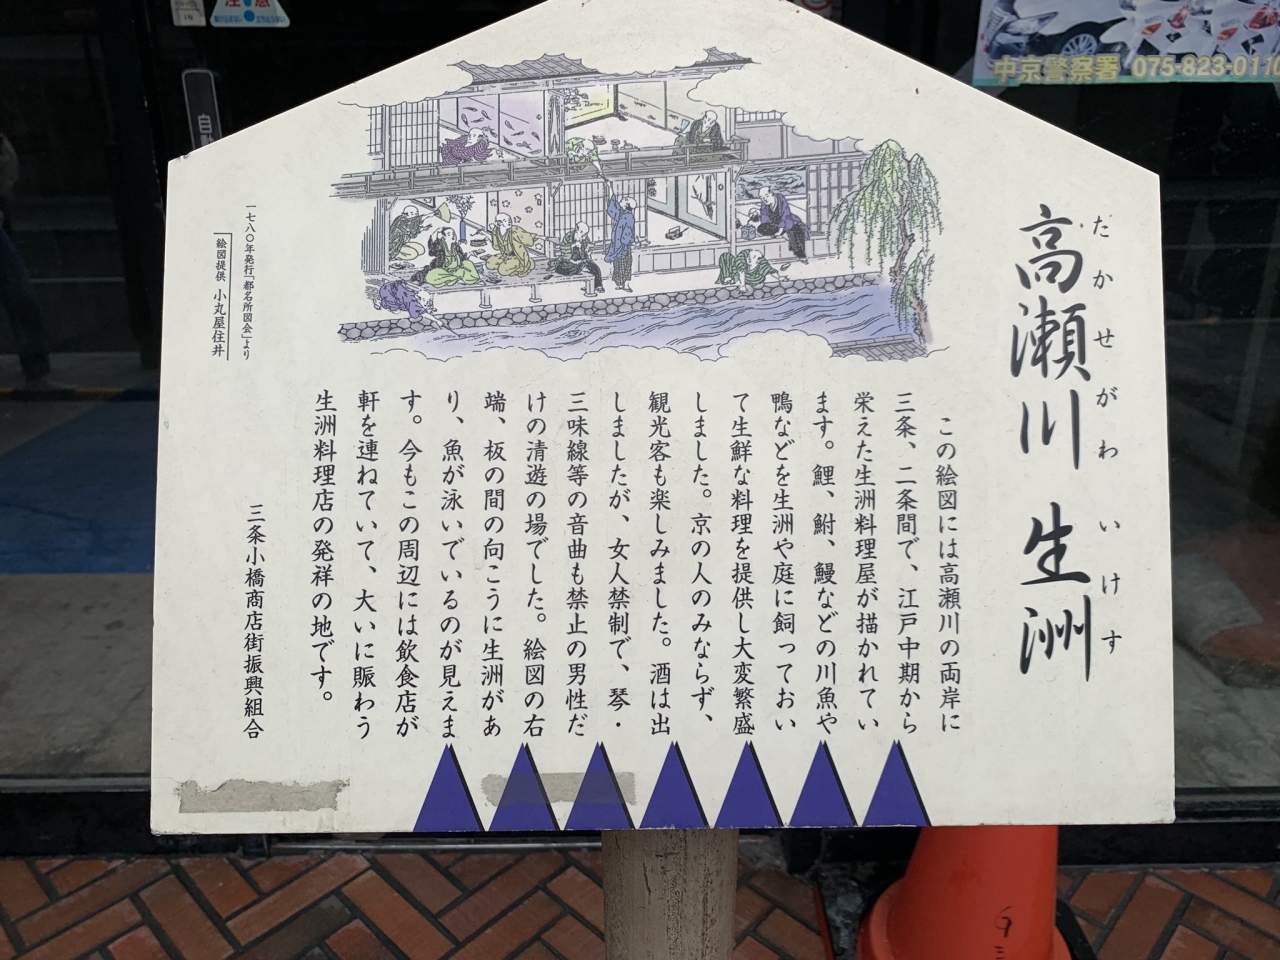 高瀬川 生洲
たかせがわ いけす
この絵図には高瀬川の両岸に
三条、二条間で、江戸中期から
栄えた生洲料理屋が描かれてい
ます。鯉、鮒、鰻などの川魚や
鴨などを生洲や庭に飼っておい
て生鮮な料理を提供し大変繁盛
しました。京の人のみならず、
観光客も楽しみました。酒は出
しましたが、女人禁制で、琴・
三味線等の音曲も禁止の男性だ
けの清遊の場でした。絵図の右
端、板の間の向こうに生洲があ
り、魚が泳いでいるのが見えま
す。今もこの周辺には飲食店が
軒を連ねていて、大いに賑わう
生洲料理店の発祥の地です。
三条小橋商店街振興組合
一七八〇年発行「都名所図会」より
絵図提供 小丸屋住井
中京警察署 075-823-0110
注意
IN
自動